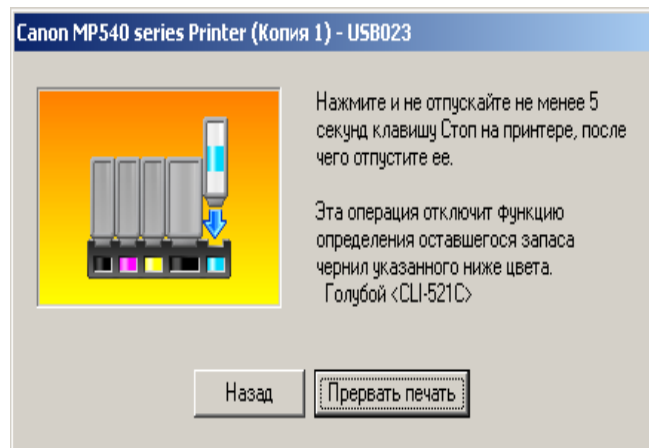 Canon MP540 series Printer (Копия 1) - USB023
Нажмите и не отпускайте не менее 5
секунд клавишу Стоп на принтере, после
чего отпустите ее.
Эта операция отключит функцию
определения оставшегося запаса
чернил указанного ниже цвета.
Голубой <CLI-521C>
Назад
Прервать печать